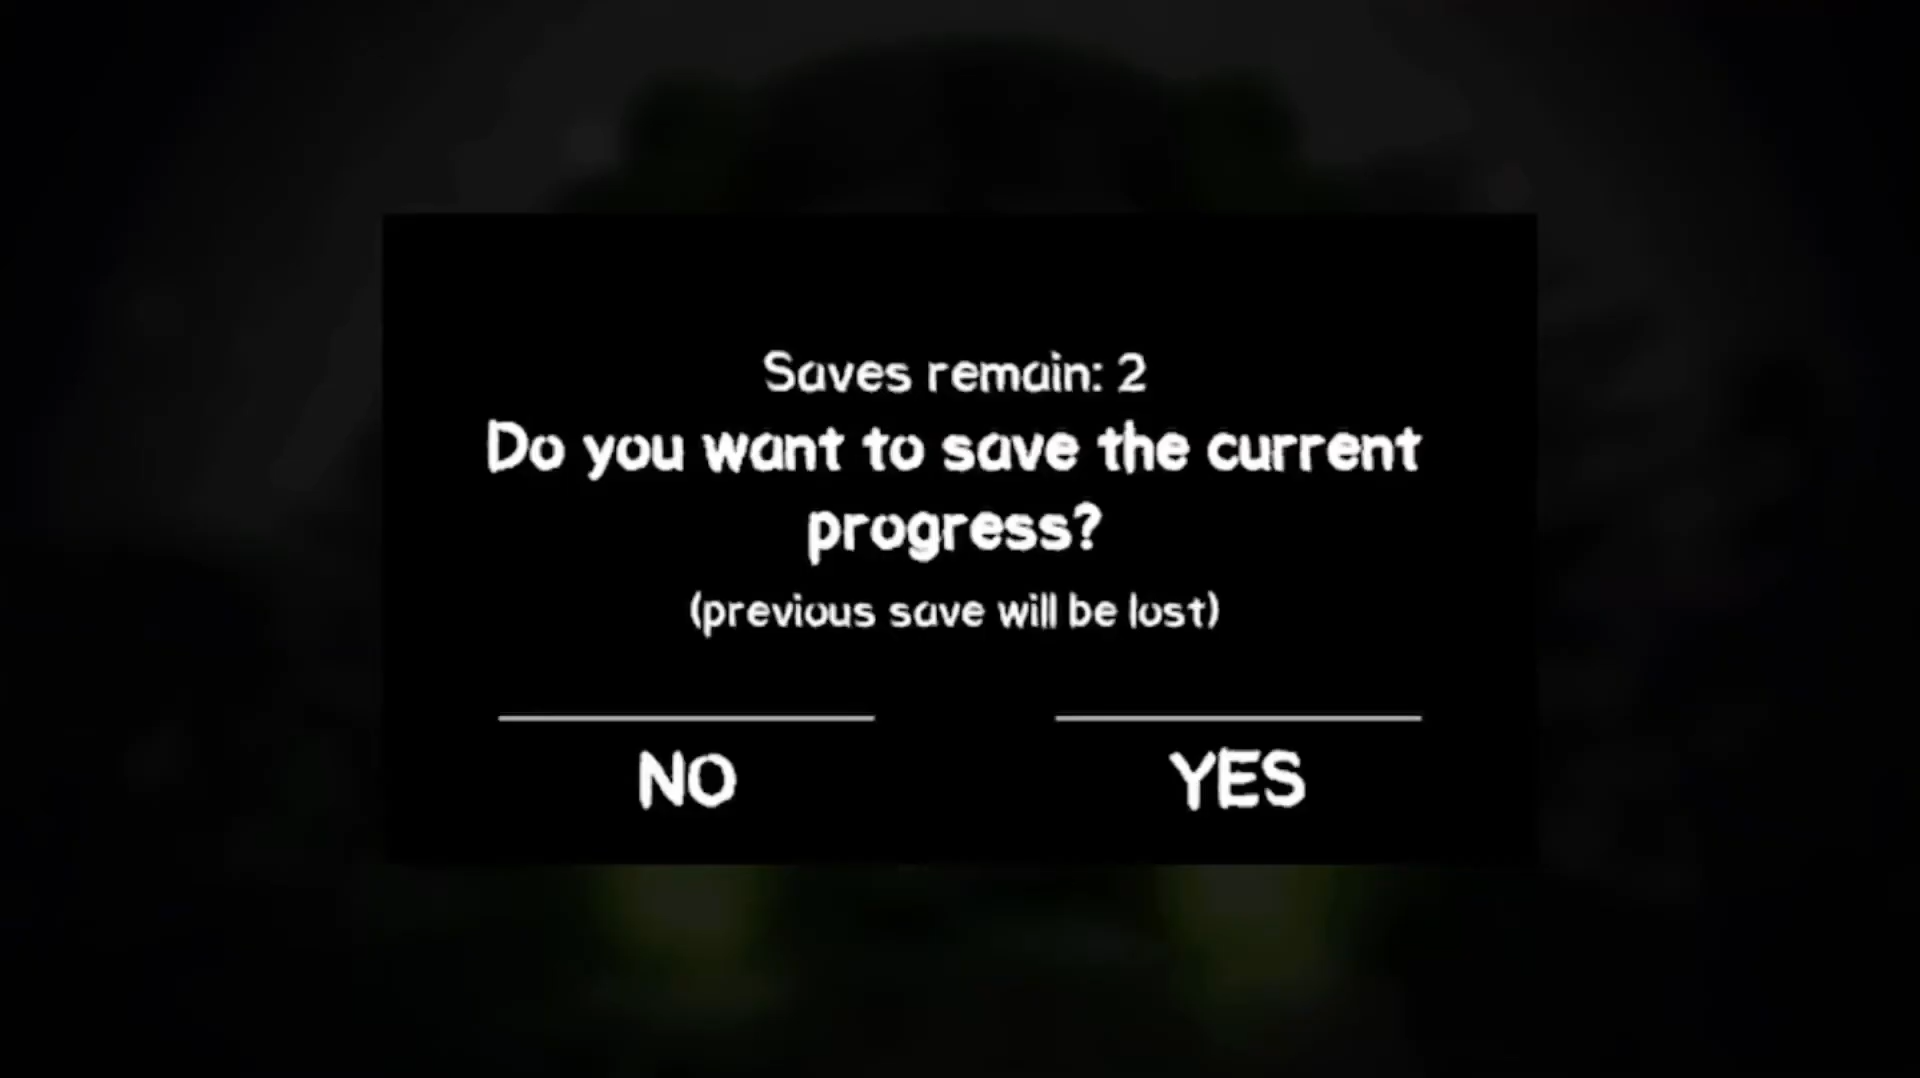 Saves remain: 2
Do you want to save the current
progress?
(previous save will be lost)
NO
YES